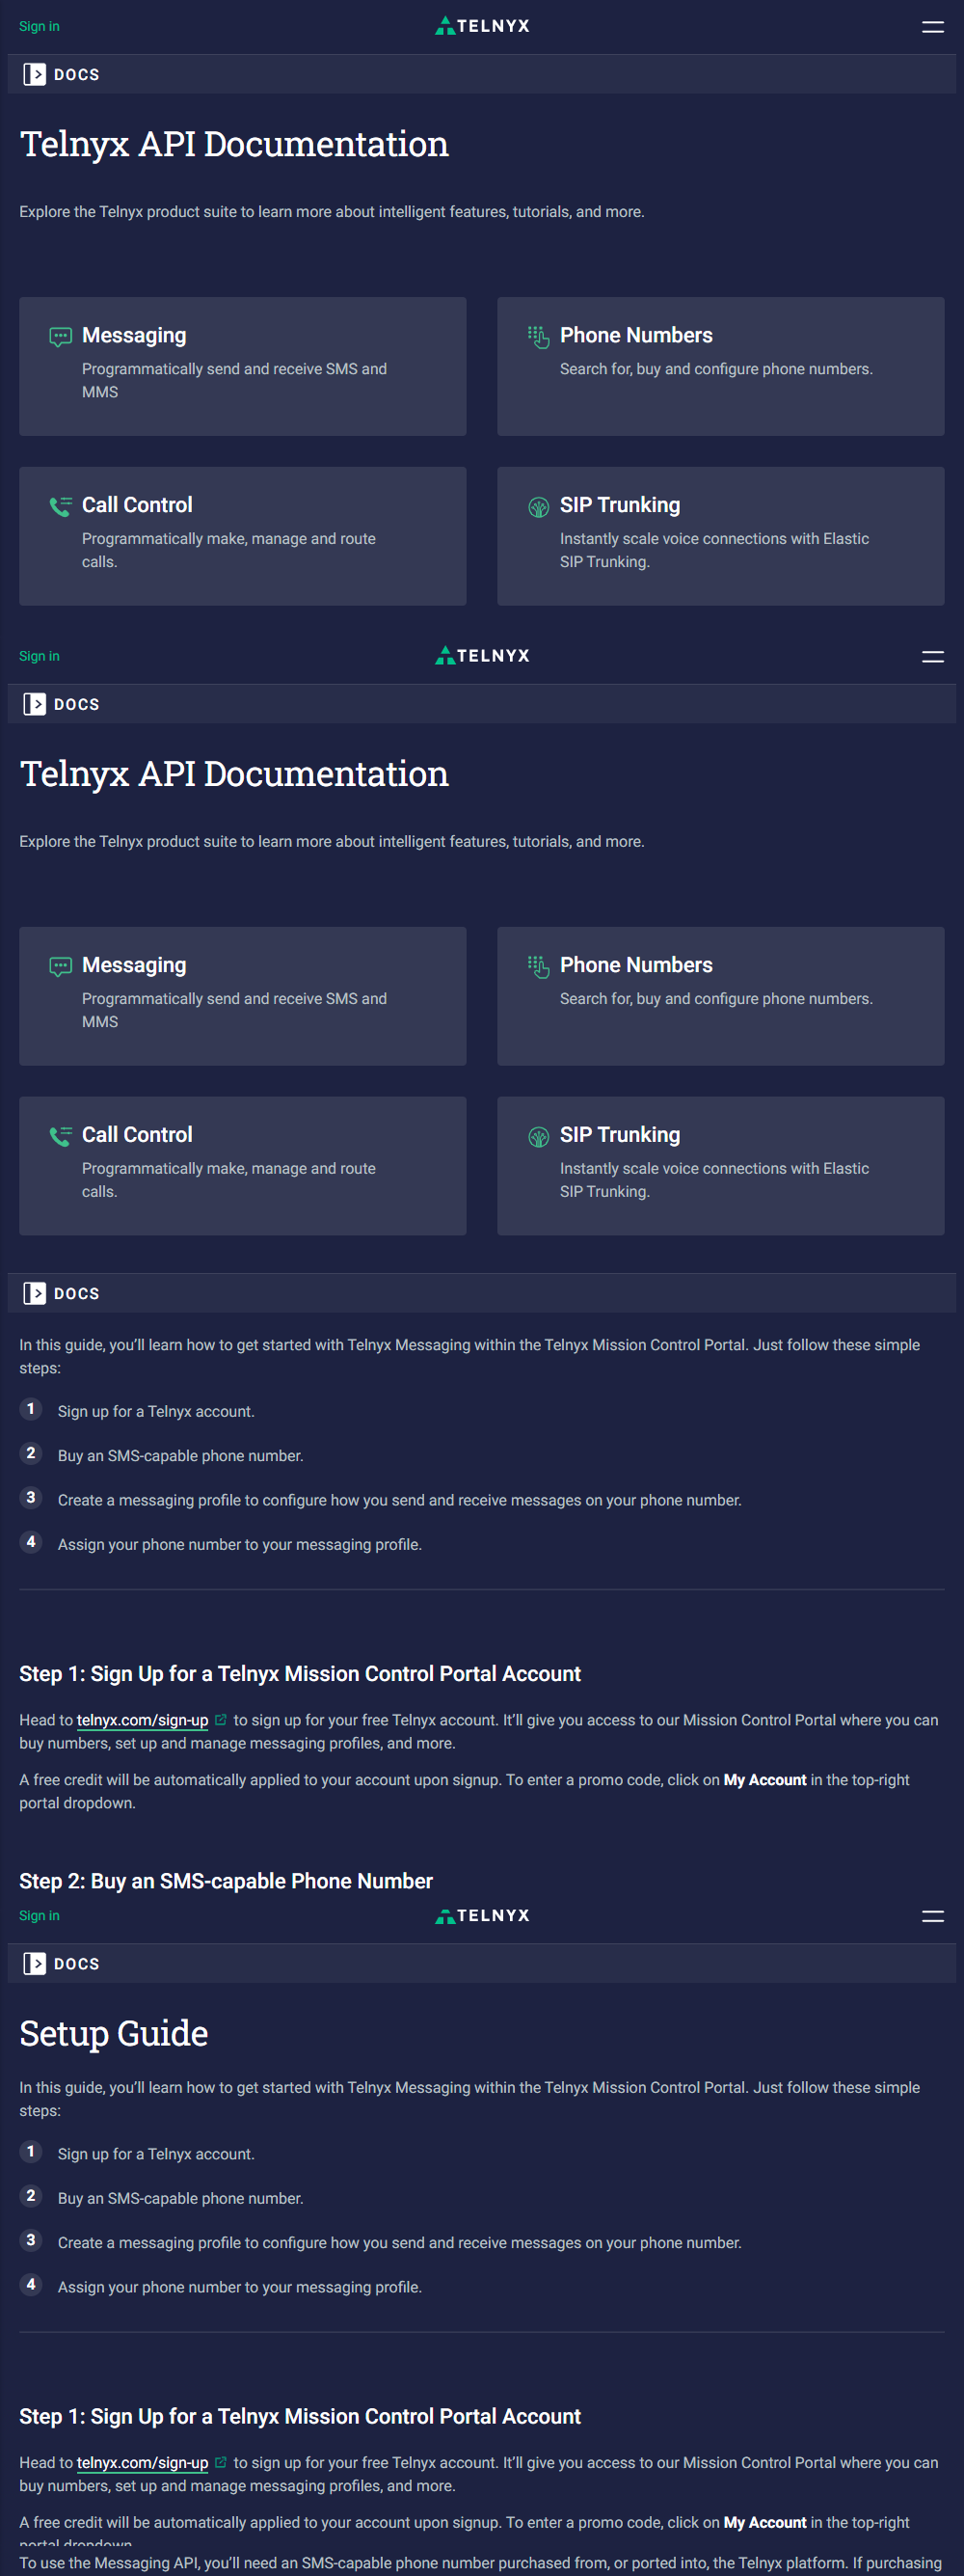 Sign in
TELNYX
DOCS
Telnyx API Documentation
Explore the Telnyx product suite to learn more about intelligent features, tutorials, and more.
Messaging
Programmatically send and receive SMS and
MMS
Phone Numbers
Search for, buy and configure phone numbers.
Call Control
Programmatically make, manage and route
calls.
SIP Trunking
Instantly scale voice connections with Elastic
SIP Trunking.
Sign in
TELNYX
DOCS
Telnyx API Documentation
Explore the Telnyx product suite to learn more about intelligent features, tutorials, and more.
Messaging
Programmatically send and receive SMS and
MMS
Phone Numbers
Search for, buy and configure phone numbers.
Call Control
Programmatically make, manage and route
calls.
SIP Trunking
Instantly scale voice connections with Elastic
SIP Trunking.
DOCS
In this guide, you’ll learn how to get started with Telnyx Messaging within the Telnyx Mission Control Portal. Just follow these simple
steps:
1 Sign up for a Telnyx account.
2 Buy an SMS-capable phone number.
3 Create a messaging profile to configure how you send and receive messages on your phone number.
4 Assign your phone number to your messaging profile.
Step 1: Sign Up for a Telnyx Mission Control Portal Account
Head to telnyx.com/sign-up to sign up for your free Telnyx account. It’ll give you access to our Mission Control Portal where you can
buy numbers, set up and manage messaging profiles, and more.
A free credit will be automatically applied to your account upon signup. To enter a promo code, click on My Account in the top-right
portal dropdown.
Step 2: Buy an SMS-capable Phone Number
Sign in
TELNYX
DOCS
Setup Guide
In this guide, you’ll learn how to get started with Telnyx Messaging within the Telnyx Mission Control Portal. Just follow these simple
steps:
1 Sign up for a Telnyx account.
2 Buy an SMS-capable phone number.
3 Create a messaging profile to configure how you send and receive messages on your phone number.
4 Assign your phone number to your messaging profile.
Step 1: Sign Up for a Telnyx Mission Control Portal Account
Head to telnyx.com/sign-up to sign up for your free Telnyx account. It’ll give you access to our Mission Control Portal where you can
buy numbers, set up and manage messaging profiles, and more.
A free credit will be automatically applied to your account upon signup. To enter a promo code, click on My Account in the top-right
portal dropdown
To use the Messaging API, you’ll need an SMS-capable phone number purchased from, or ported into, the Telnyx platform. If purchasing